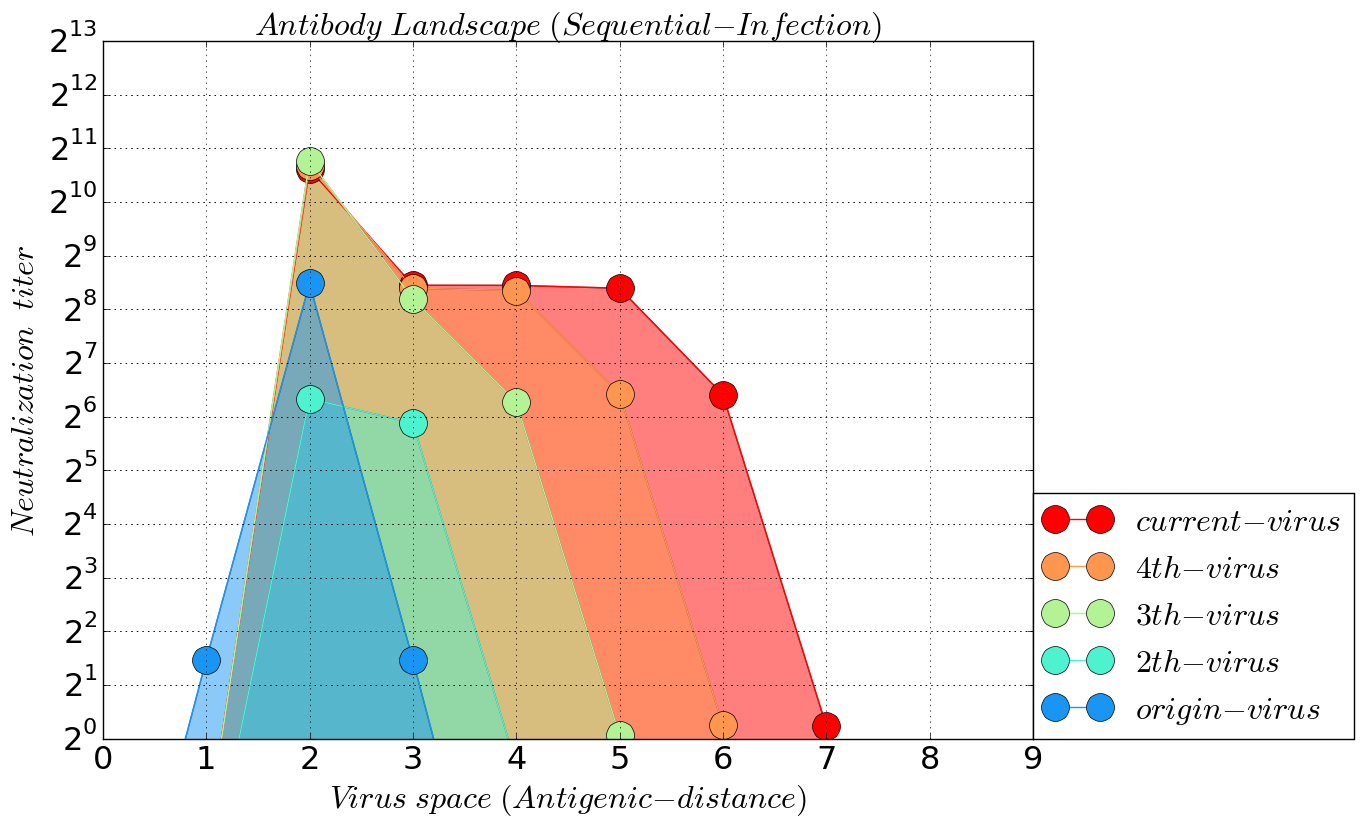 Antibody Landscape (Sequential−Infection)
2^13
2^12
2^11
2^10
2^9
2^8
2^7
2^6
2^5
2^4
2^3
2^2
2^1
2^0
Neutralization titer
0 1 2 3 4 5 6 7 8 9
Virus space (Antigenic−distance)
current−virus
4th−virus
3th−virus
2th−virus
origin−virus